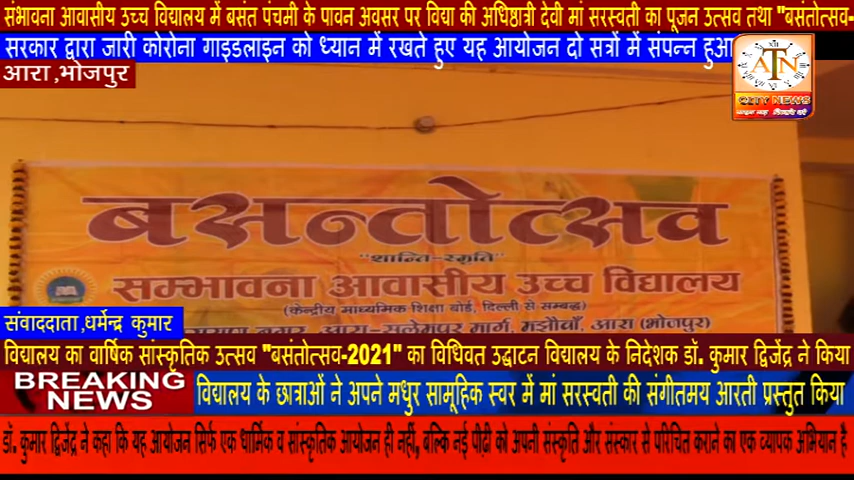 संभावना आवासीय उच्च विद्यालय में बसंत पंचमी के पावन अवसर पर विद्या की अधिष्ठात्री देवी मां सरस्वती का पूजन उत्सव तथा "बसंतोत्सव-
सरकार द्वारा जारी कोरोना गाइडलाइन को ध्यान में रखते हुए यह आयोजन दो सत्रों में संपन्न हुआ
आरा ,भोजपुर
ATN
CITY NEWS
बसन्तोत्सव
"शान्ति-स्मृति"
सम्भावना आवासीय उच्च विद्यालय
(केन्द्रीय माध्यमिक शिक्षा बोर्ड, दिल्ली से सम्बद्ध)
नगर, आरा-सलेमपुर मार्ग, मझौवाँ, आरा (भोजपुर)
संवाददाता,धर्मेन्द्र कुमार
विद्यालय का वार्षिक सांस्कृतिक उत्सव "बसंतोत्सव-2021" का विधिवत उद्घाटन विद्यालय के निदेशक डॉ. कुमार द्विजेंद्र ने किया
BREAKING NEWS
विद्यालय के छात्राओं ने अपने मधुर सामूहिक स्वर में मां सरस्वती की संगीतमय आरती प्रस्तुत किया
डॉ. कुमार द्विजेंद्र ने कहा कि यह आयोजन सिर्फ एक धार्मिक व सांस्कृतिक आयोजन ही नहीं, बल्कि नई पीढ़ी को अपनी संस्कृति और संस्कार से परिचित कराने का एक व्यापक अभियान है